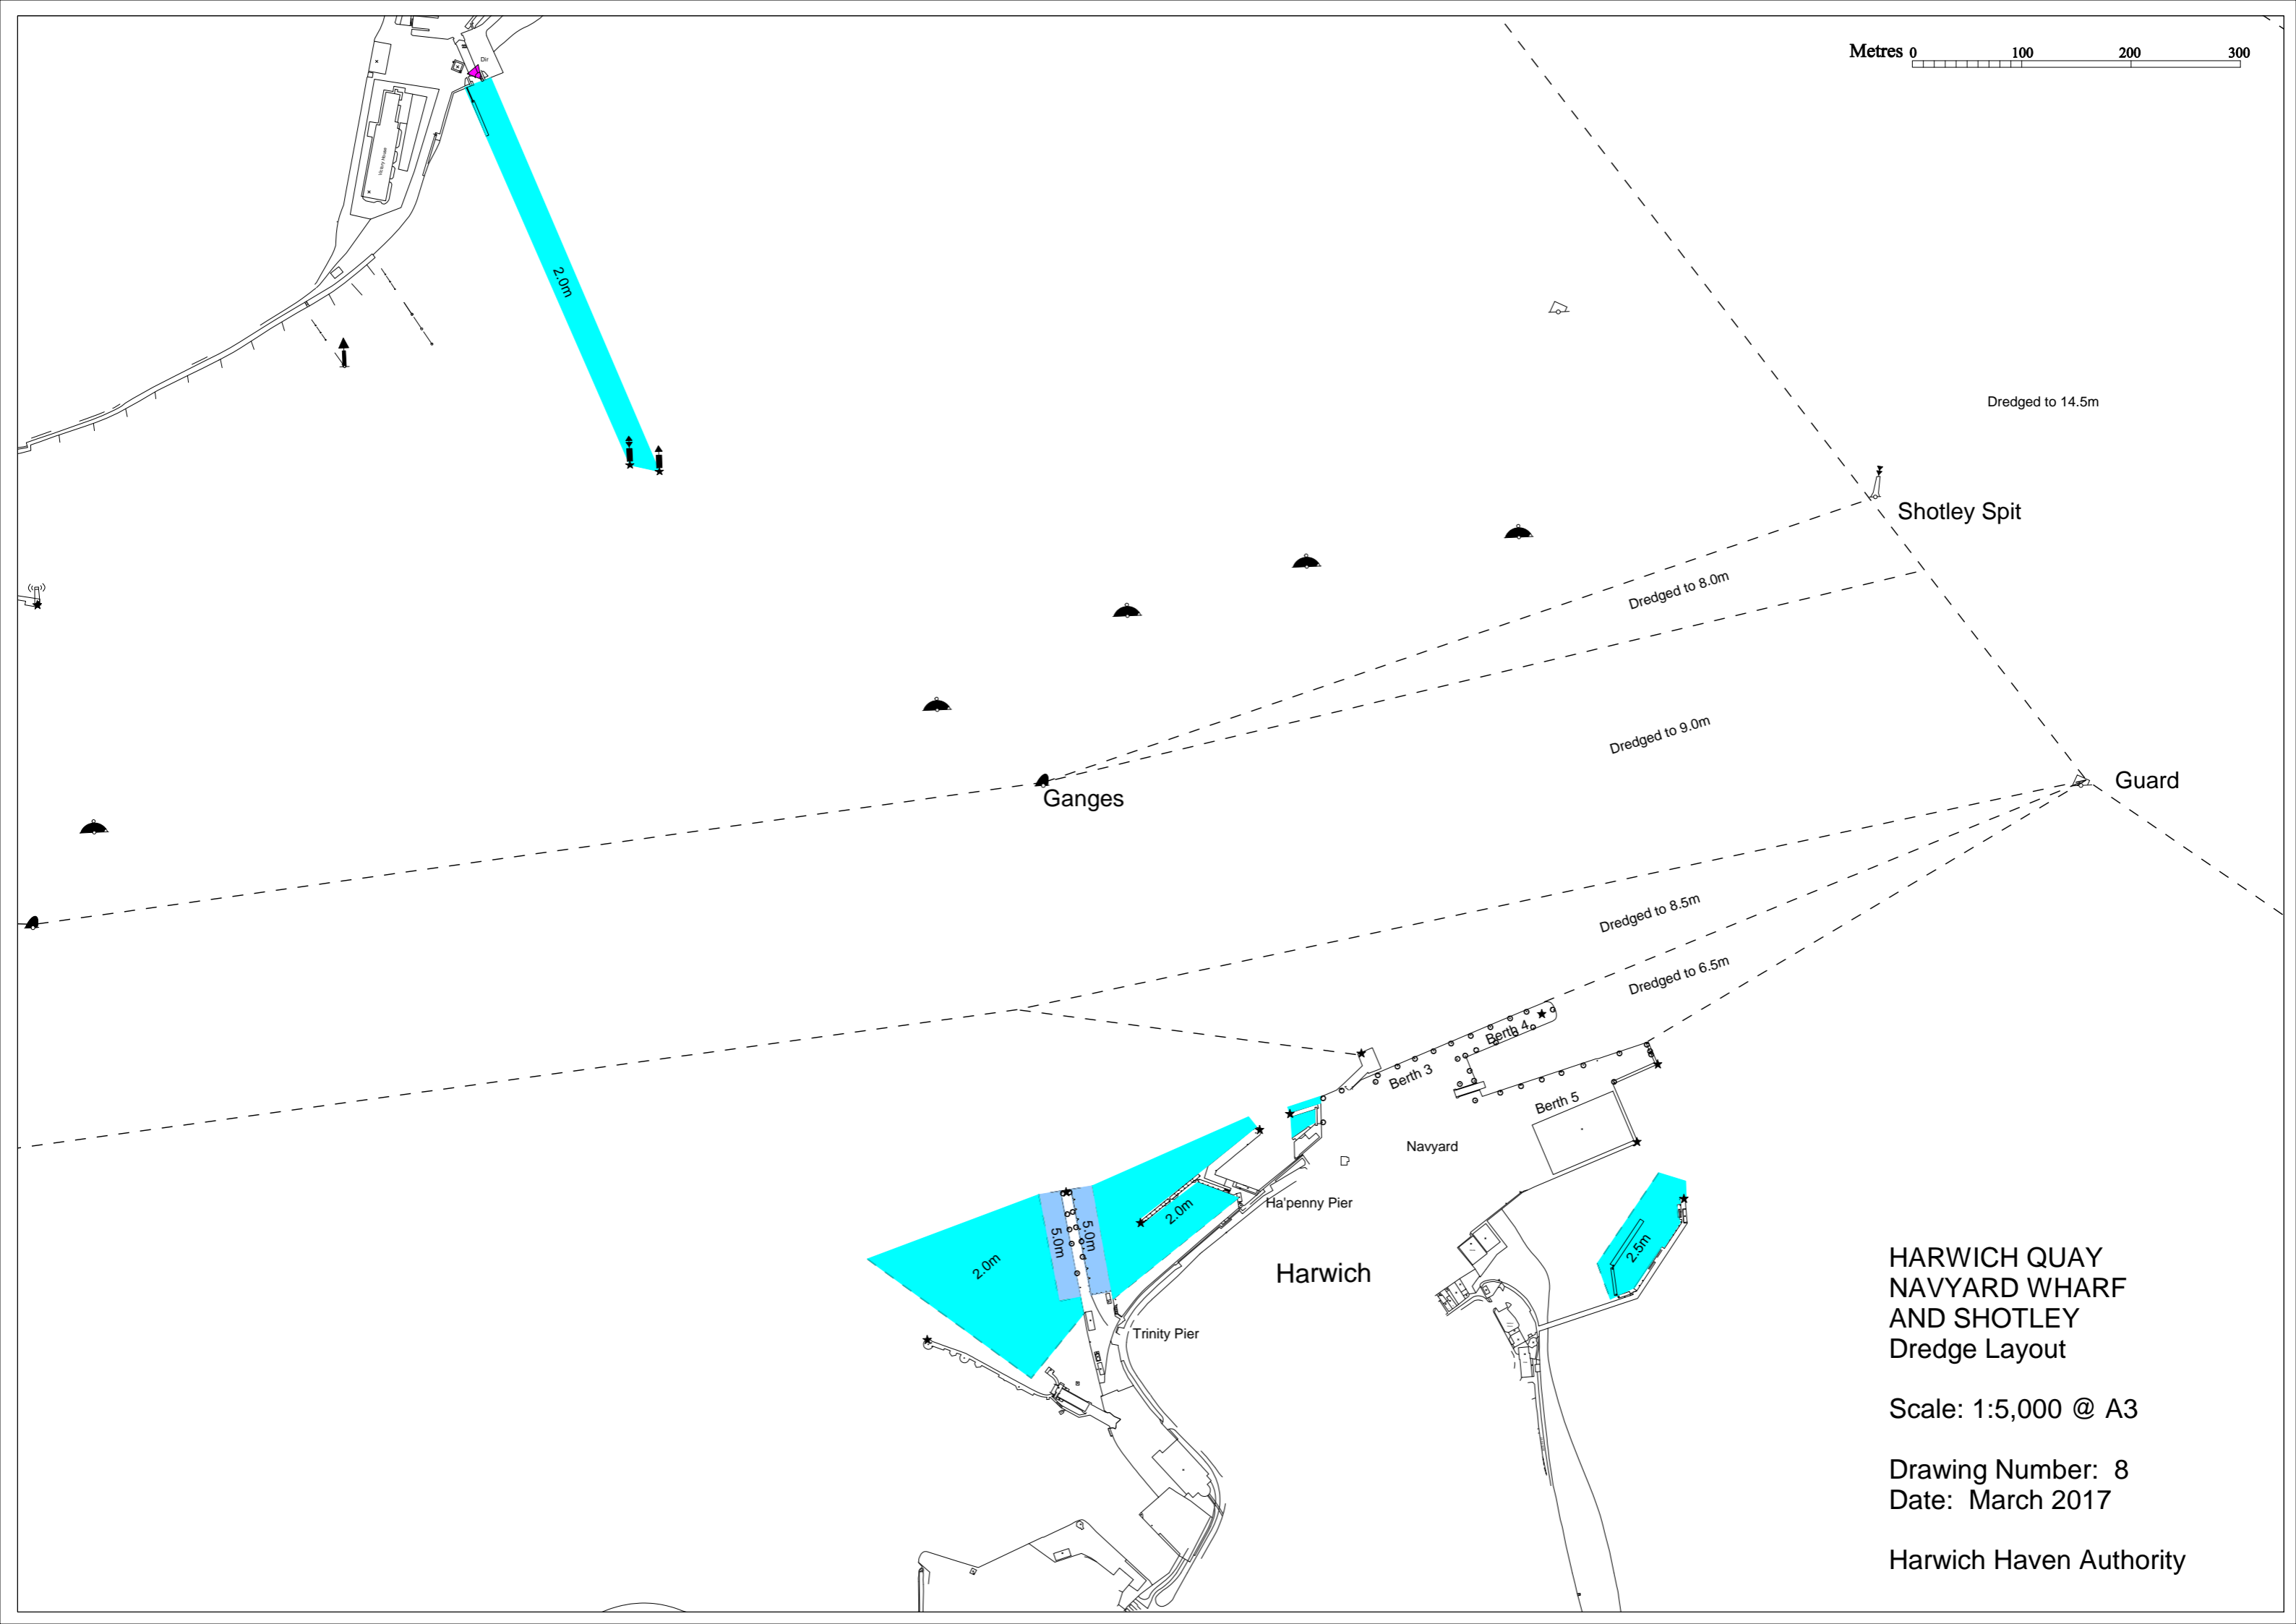 Metres 0 100 200 300
Dir
Victory House
2.0m
Dredged to 14.5m
Shotley Spit
Dredged to 8.0m
Dredged to 9.0m
Ganges
Guard
Dredged to 8.5m
Dredged to 6.5m
Berth 4
Berth 3
Berth 5
Navyard
Ha'penny Pier
2.0m
5.0m
5.0m
2.0m
2.5m
Harwich
Trinity Pier
HARWICH QUAY
NAVYARD WHARF
AND SHOTLEY
Dredge Layout
Scale: 1:5,000 @ A3
Drawing Number: 8
Date: March 2017
Harwich Haven Authority